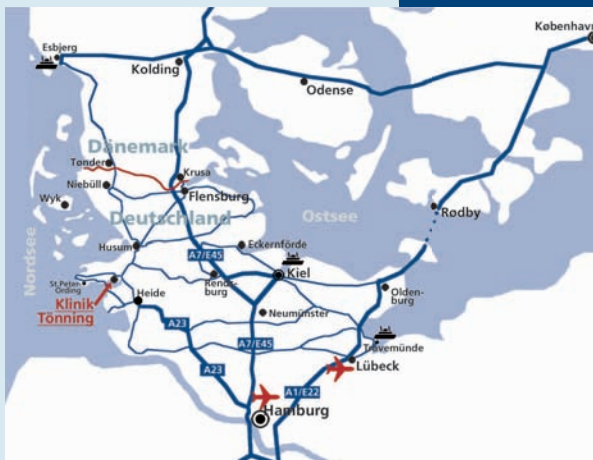 København
Esbjerg
Kolding
Odense
Dänemark
Tønder
Krusa
Niebüll
Flensburg
Wyk
Deutschland
Ostsee
Rødby
Nordsee
Husum
Eckernförde
A7/E45
Kiel
St.Peter-
Ording
Klinik
Tönning
Rends-
burg
Olden-
burg
Heide
Neumünster
A23
A7/E45
Travemünde
Lübeck
A23
A1/E22
Hamburg